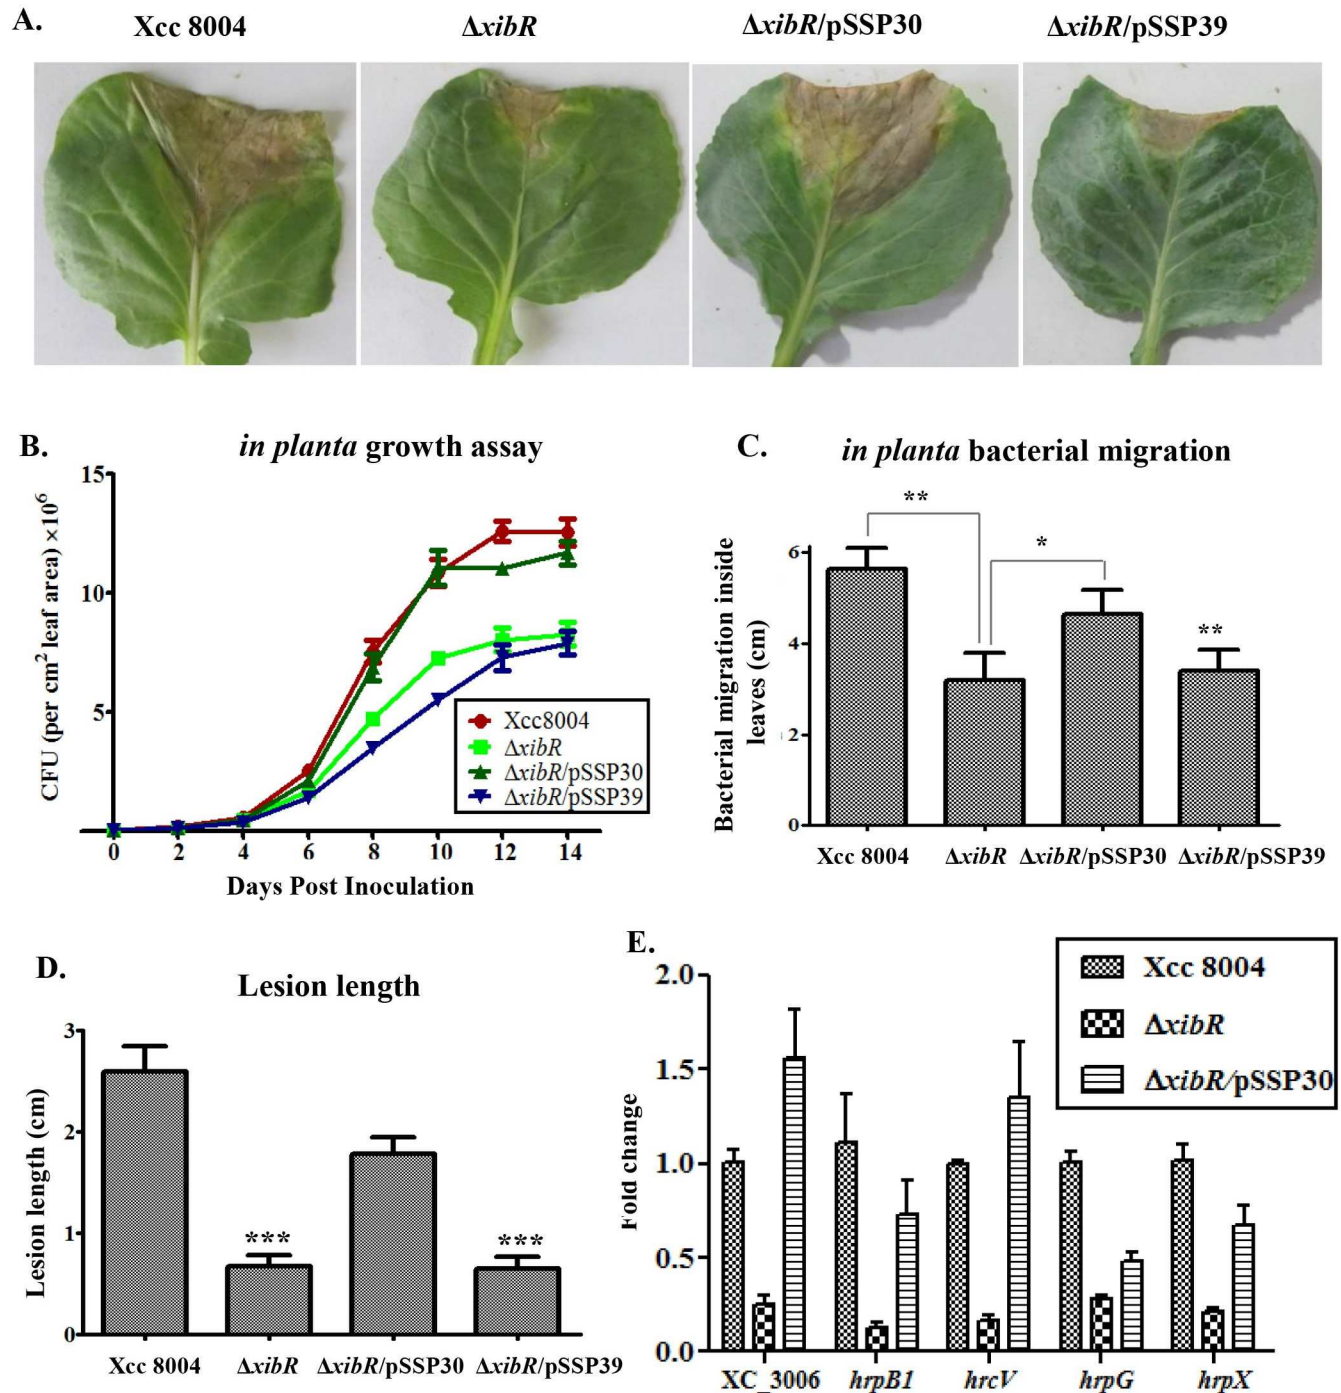 A.
Xcc 8004
ΔxibR
ΔxibR/pSSP30
ΔxibR/pSSP39
B.
in planta growth assay
CFU (per cm² leaf area) ×10⁶
15
10
5
0 2 4 6 8 10 12 14
Days Post Inoculation
Xcc8004
ΔxibR
ΔxibR/pSSP30
ΔxibR/pSSP39
C.
in planta bacterial migration
Bacterial migration inside
leaves (cm)
6
4
2
0
**
*
**
Xcc 8004 ΔxibR ΔxibR/pSSP30 ΔxibR/pSSP39
D.
Lesion length
Lesion length (cm)
3
2
1
0
***
***
Xcc 8004 ΔxibR ΔxibR/pSSP30 ΔxibR/pSSP39
E.
Fold change
2.0
1.5
1.0
0.5
0.0
Xcc 8004
ΔxibR
ΔxibR/pSSP30
XC_3006 hrpB1 hrcV hrpG hrpX